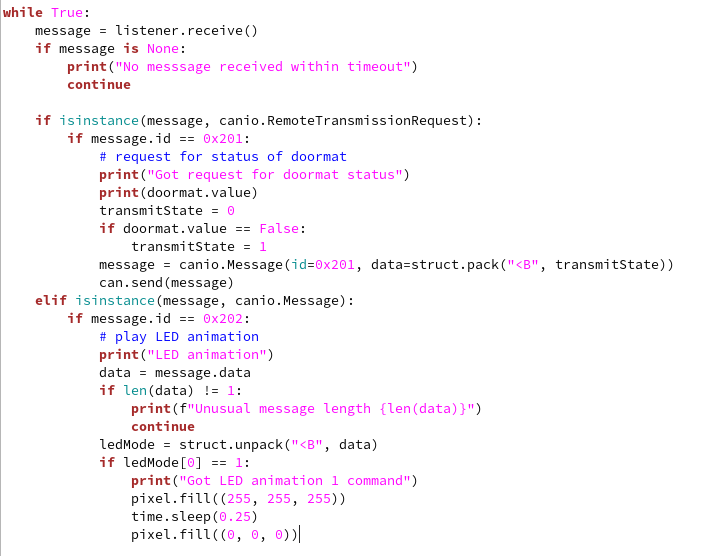 while True:
    message = listener.receive()
    if message is None:
        print("No messsage received within timeout")
        continue

    if isinstance(message, canio.RemoteTransmissionRequest):
        if message.id == 0x201:
            # request for status of doormat
            print("Got request for doormat status")
            print(doormat.value)
            transmitState = 0
            if doormat.value == False:
                transmitState = 1
            message = canio.Message(id=0x201, data=struct.pack("<B", transmitState))
            can.send(message)
    elif isinstance(message, canio.Message):
        if message.id == 0x202:
            # play LED animation
            print("LED animation")
            data = message.data
            if len(data) != 1:
                print(f"Unusual message length {len(data)}")
                continue
            ledMode = struct.unpack("<B", data)
            if ledMode[0] == 1:
                print("Got LED animation 1 command")
                pixel.fill((255, 255, 255))
                time.sleep(0.25)
                pixel.fill((0, 0, 0))